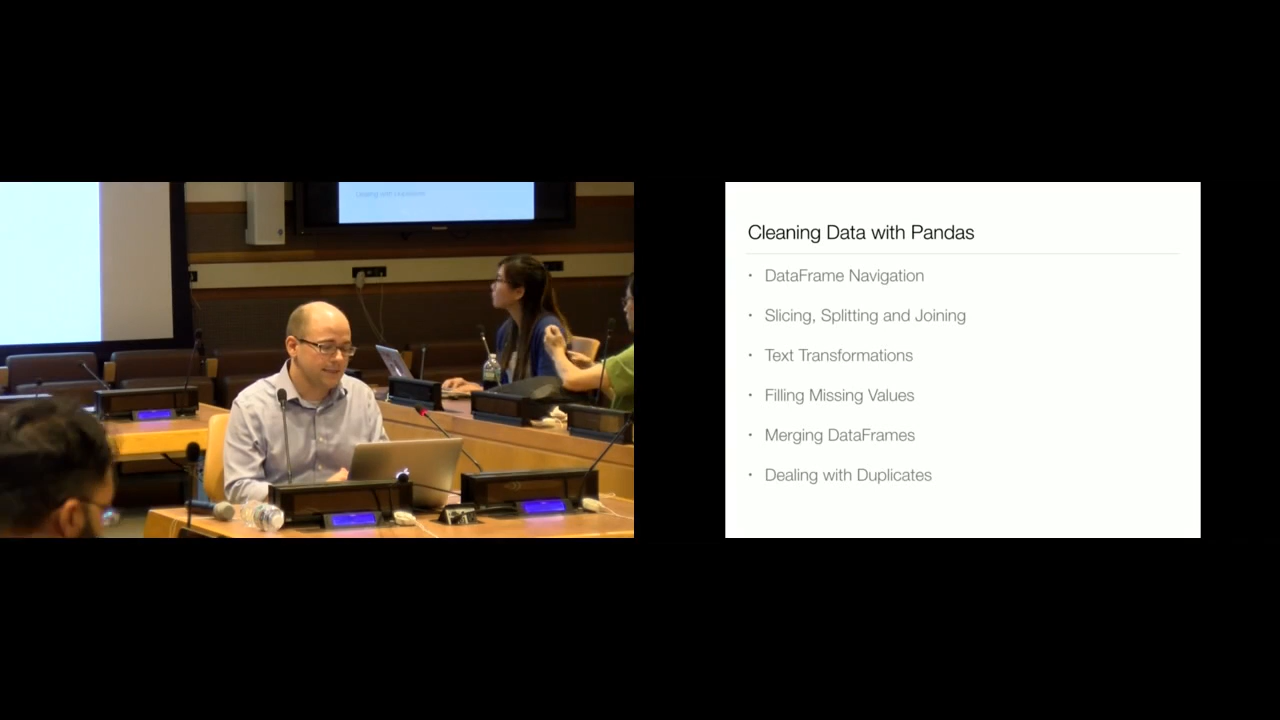 Cleaning Data with Pandas
• DataFrame Navigation
• Slicing, Splitting and Joining
• Text Transformations
• Filling Missing Values
• Merging DataFrames
• Dealing with Duplicates